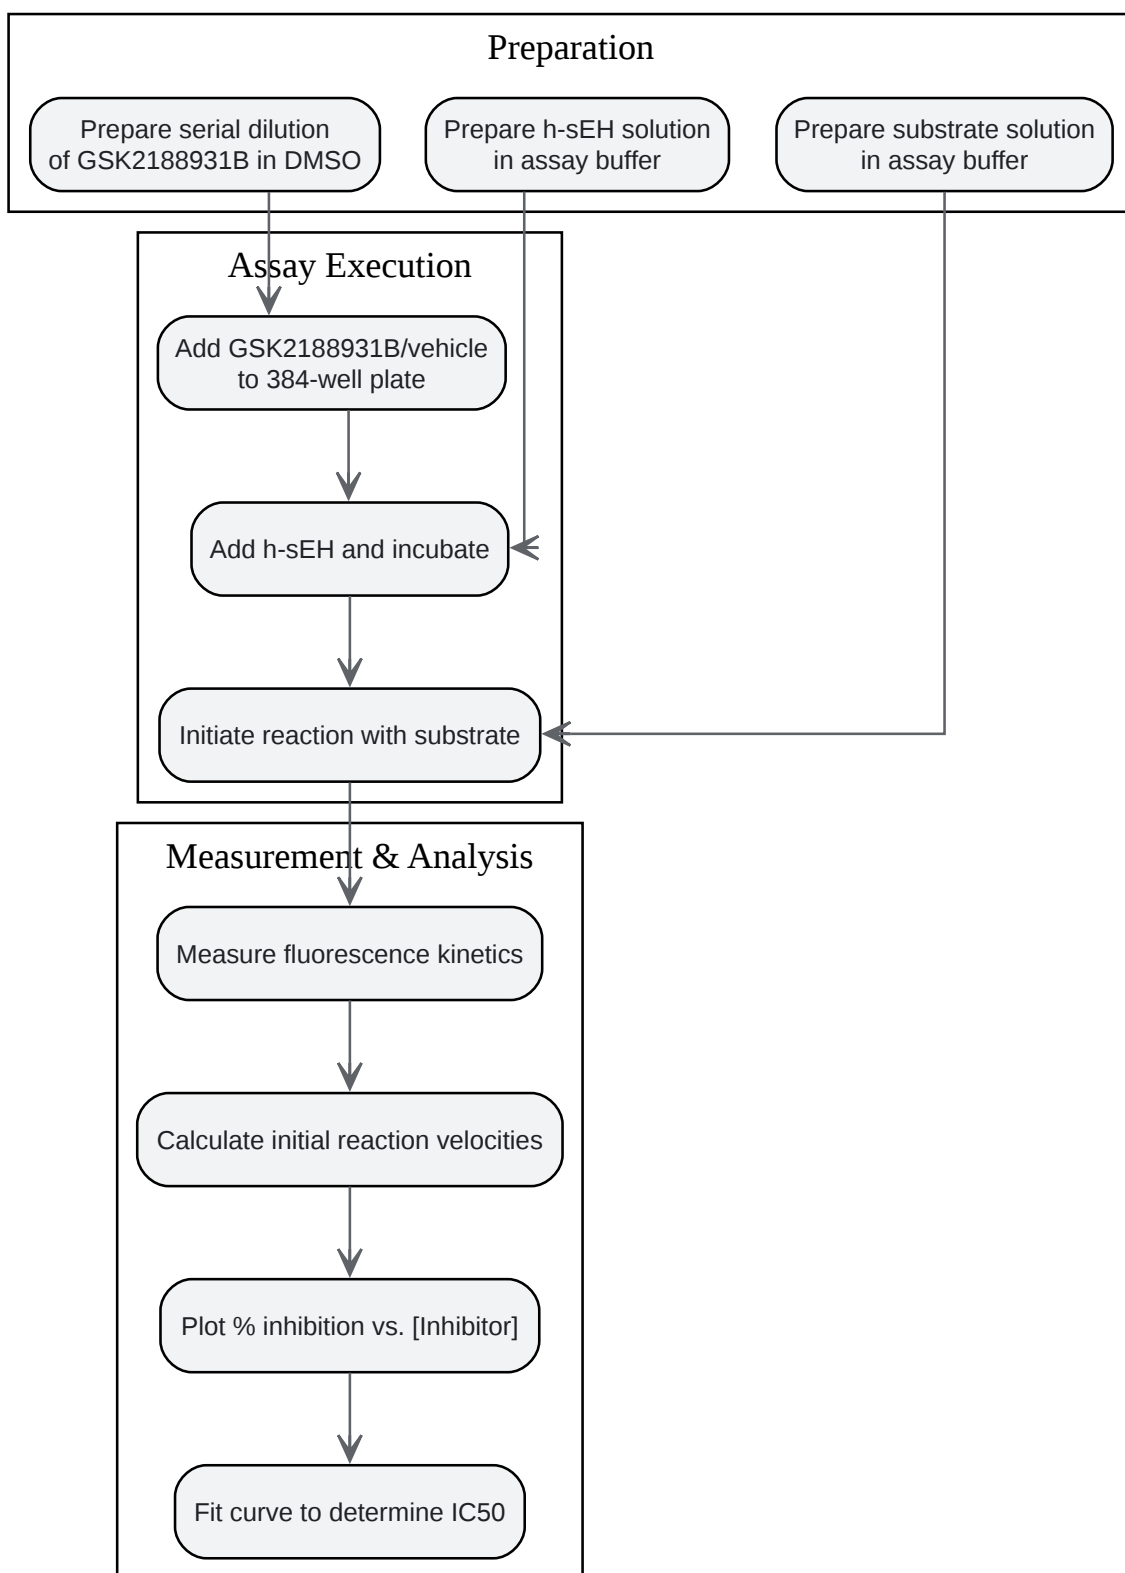 Preparation
Prepare serial dilution
of GSK2188931B in DMSO
Prepare h-sEH solution
in assay buffer
Prepare substrate solution
in assay buffer
Assay Execution
Add GSK2188931B/vehicle
to 384-well plate
Add h-sEH and incubate
Initiate reaction with substrate
Measurement & Analysis
Measure fluorescence kinetics
Calculate initial reaction velocities
Plot % inhibition vs. [Inhibitor]
Fit curve to determine IC50